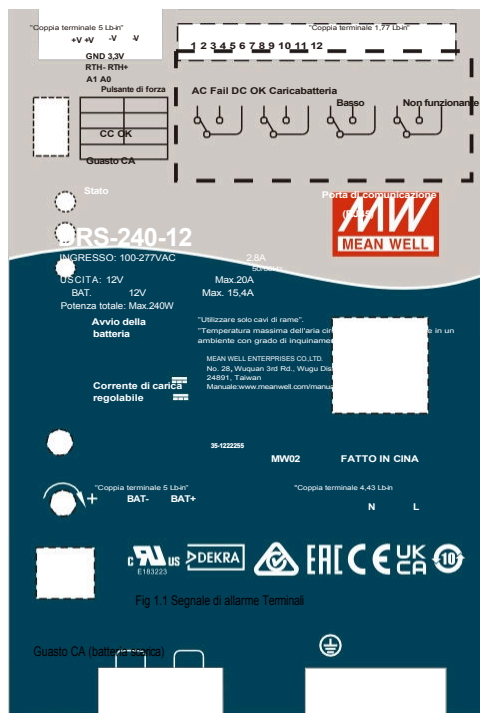 "Coppia terminale 5 Lb-in"
"Coppia terminale 1,77 Lb-in"
+V +V -V -V
1 2 3 4 5 6 7 8 9 10 11 12
GND 3,3V
RTH- RTH+
A1 A0
Pulsante di forza
AC Fail DC OK Caricabatteria
Basso
Non funzionante
CC OK
Guasto CA
Stato
Porta di comunicazione
DRS-240-12
MW
MEAN WELL
INGRESSO: 100-277VAC
2.8A
USCITA: 12V
Max.20A
BAT. 12V
Max. 15,4A
Potenza totale: Max.240W
Avvio della
batteria
"Utilizzare solo cavi di rame".
"Temperatura massima dell'aria
e in un
ambiente con grado di
MEAN WELL ENTERPRISES CO.,LTD.
No. 28, Wuquan 3rd Rd., Wugu
24891, Taiwan
Manuale:www.meanwell.com/
Corrente di carica
regolabile
35-1222255
MW02
FATTO IN CINA
"Coppia terminale 5 Lb-in"
"Coppia terminale 4,43 Lb-in
BAT- BAT+
N L
+
c RU us
E183223
DEKRA
EAC
CE
UK
CA
10
Fig 1.1 Segnale di allarme Terminali
Guasto CA (batteria scarica)